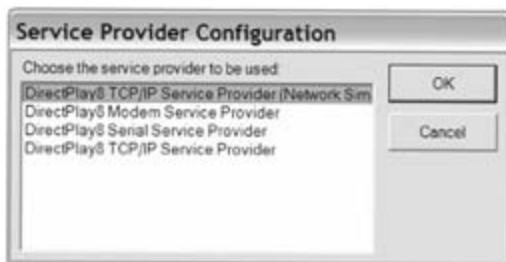 Service Provider Configuration
Choose the service provider to be used:
DirectPlay8 TCP/IP Service Provider (Network Sim
DirectPlay8 Modem Service Provider
DirectPlay8 Serial Service Provider
DirectPlay8 TCP/IP Service Provider
OK
Cancel